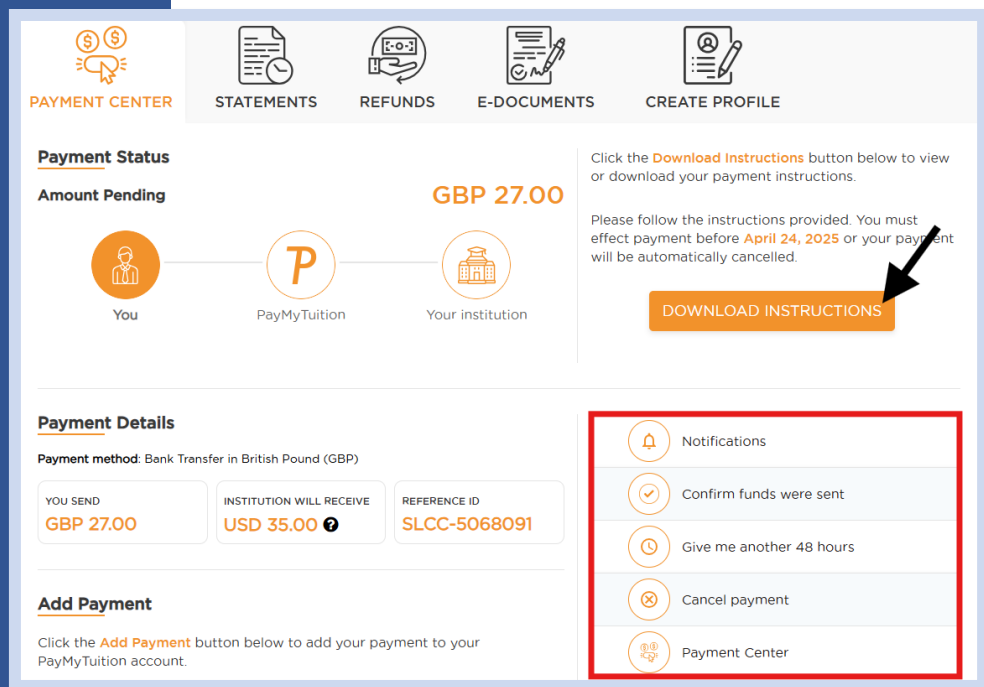 PAYMENT CENTER
STATEMENTS
REFUNDS
E-DOCUMENTS
CREATE PROFILE
Payment Status
Amount Pending
GBP 27.00
You
PayMyTuition
Your institution
Click the Download Instructions button below to view
or download your payment instructions.
Please follow the instructions provided. You must
effect payment before April 24, 2025 or your payment
will be automatically cancelled.
DOWNLOAD INSTRUCTIONS
Payment Details
Payment method: Bank Transfer in British Pound (GBP)
YOU SEND
GBP 27.00
INSTITUTION WILL RECEIVE
USD 35.00 ?
REFERENCE ID
SLCC-5068091
Add Payment
Click the Add Payment button below to add your payment to your
PayMyTuition account.
Notifications
Confirm funds were sent
Give me another 48 hours
Cancel payment
Payment Center